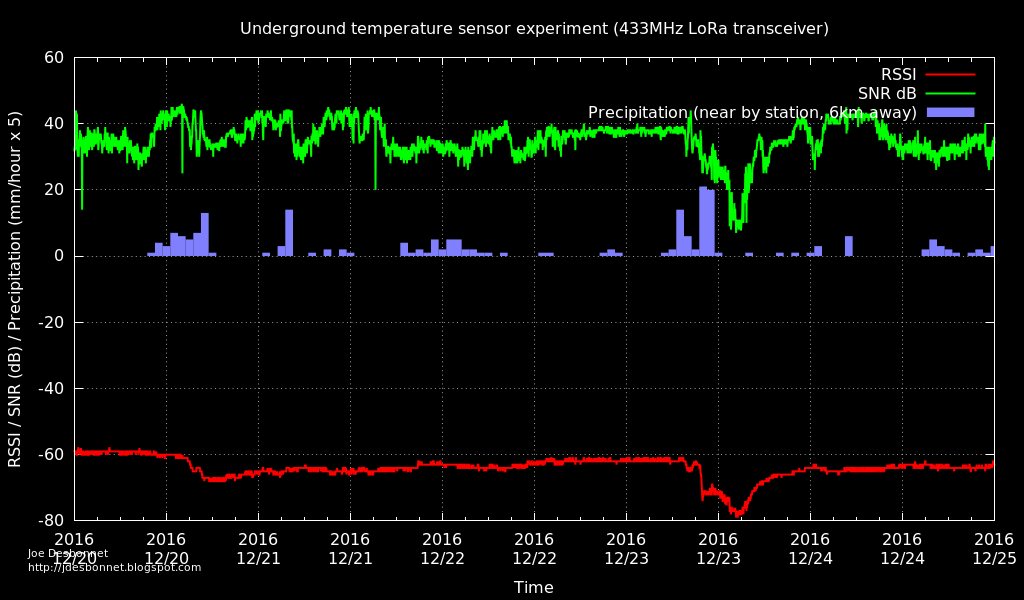 Underground temperature sensor experiment (433MHz LoRa transceiver)
RSSI
SNR dB
Precipitation (near by station, 6km away)
RSSI / SNR (dB) / Precipitation (mm/hour x 5)
60
40
20
0
-20
-40
-60
-80
2016 2016 2016 2016 2016 2016 2016 2016 2016 2016 2016
12/20 12/20 12/21 12/21 12/22 12/22 12/23 12/23 12/24 12/24 12/25
Time
Joe Desbonnet
http://jdesbonnet.blogspot.com